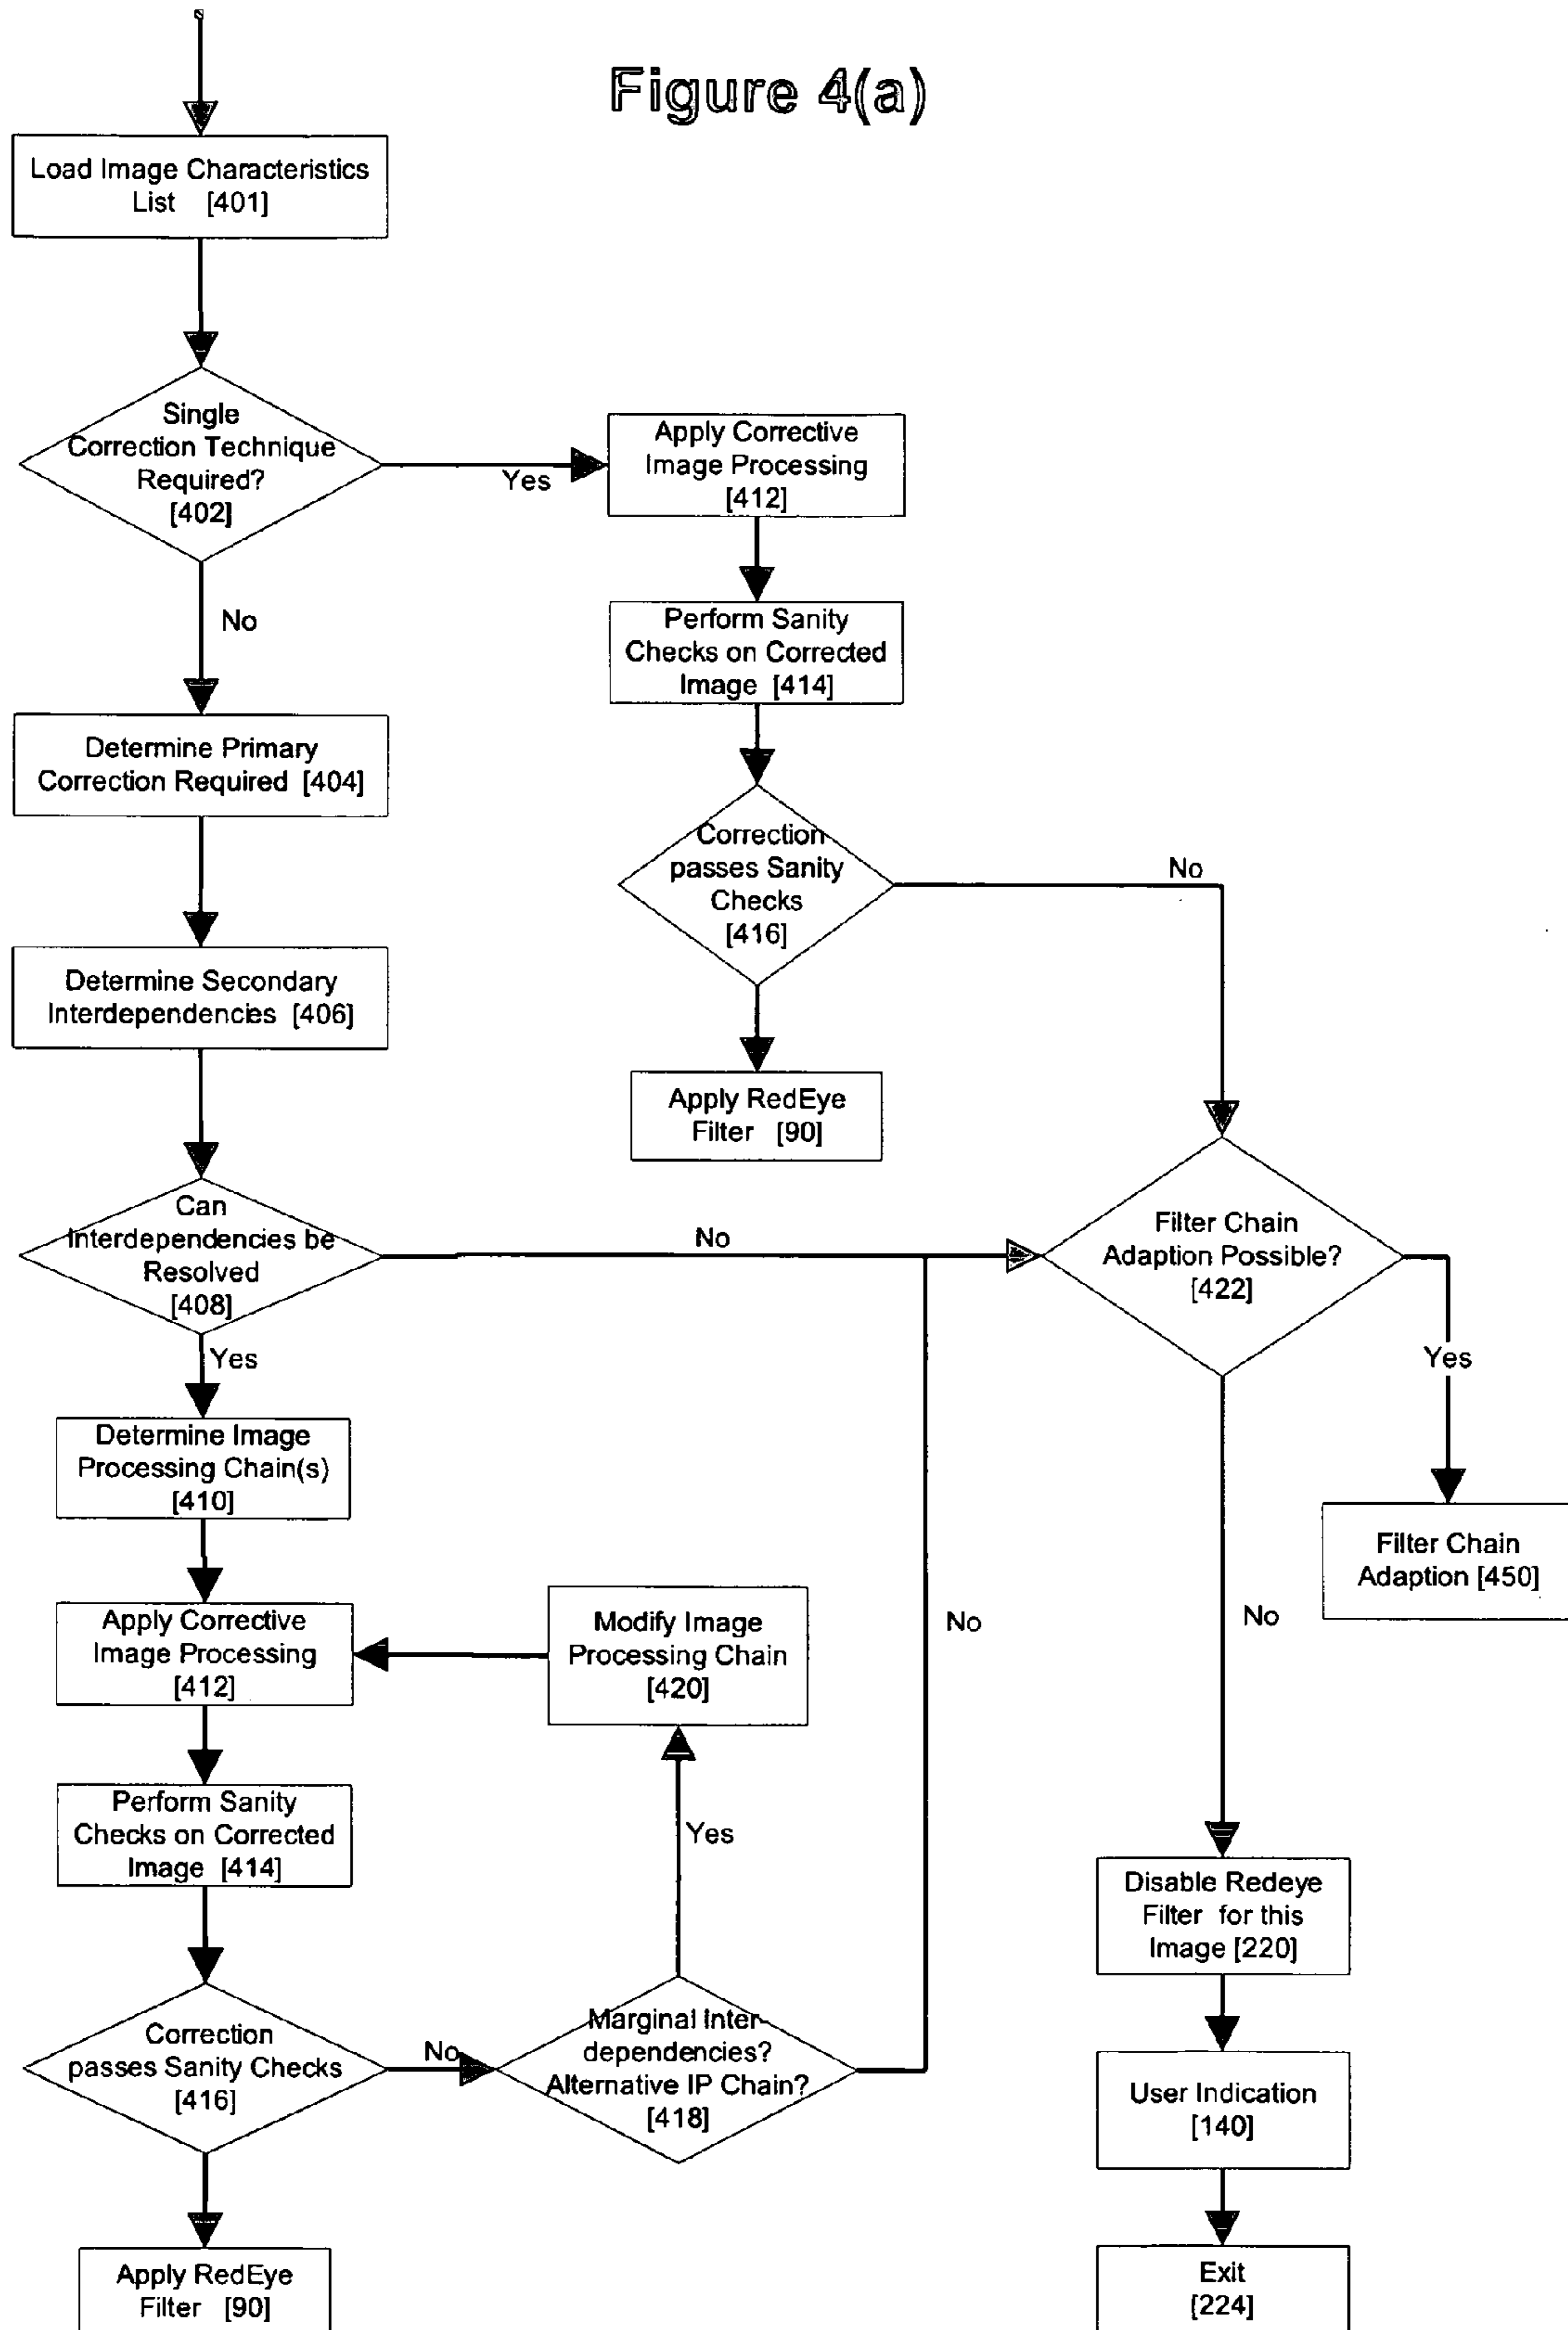 Figure 4(a)
Load Image Characteristics
List [401]
Single
Correction Technique
Required?
[402]
Yes
Apply Corrective
Image Processing
[412]
No
Perform Sanity
Checks on Corrected
Image [414]
Determine Primary
Correction Required [404]
Correction
passes Sanity
Checks
[416]
No
Determine Secondary
Interdependencies [406]
Apply RedEye
Filter [90]
Can
Interdependencies be
Resolved
[408]
No
Filter Chain
Adaption Possible?
[422]
Yes
Yes
Determine Image
Processing Chain(s)
[410]
Filter Chain
Adaption [450]
Apply Corrective
Image Processing
[412]
Modify Image
Processing Chain
[420]
No
No
Perform Sanity
Checks on Corrected
Image [414]
Yes
Disable Redeye
Filter for this
Image [220]
Correction
passes Sanity Checks
[416]
No
Marginal Inter-
dependencies?
Alternative IP Chain?
[418]
User Indication
[140]
Apply RedEye
Filter [90]
Exit
[224]